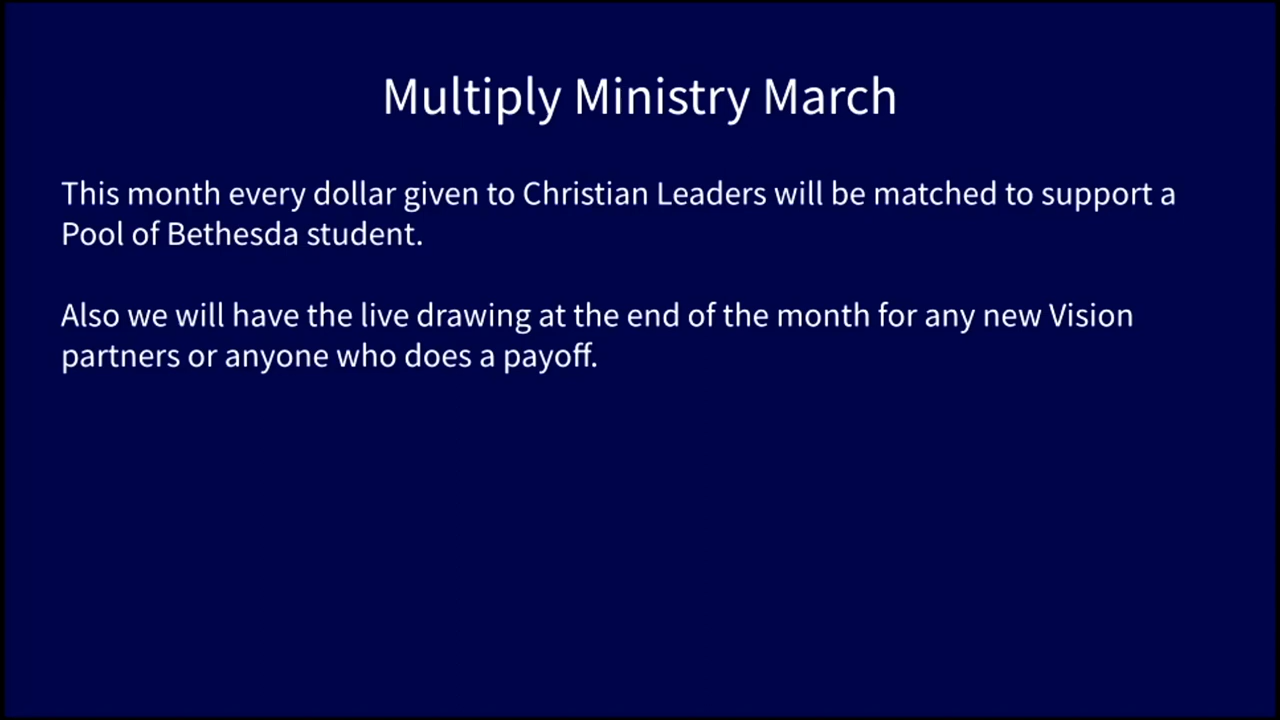 Multiply Ministry March
This month every dollar given to Christian Leaders will be matched to support a
Pool of Bethesda student.
Also we will have the live drawing at the end of the month for any new Vision
partners or anyone who does a payoff.